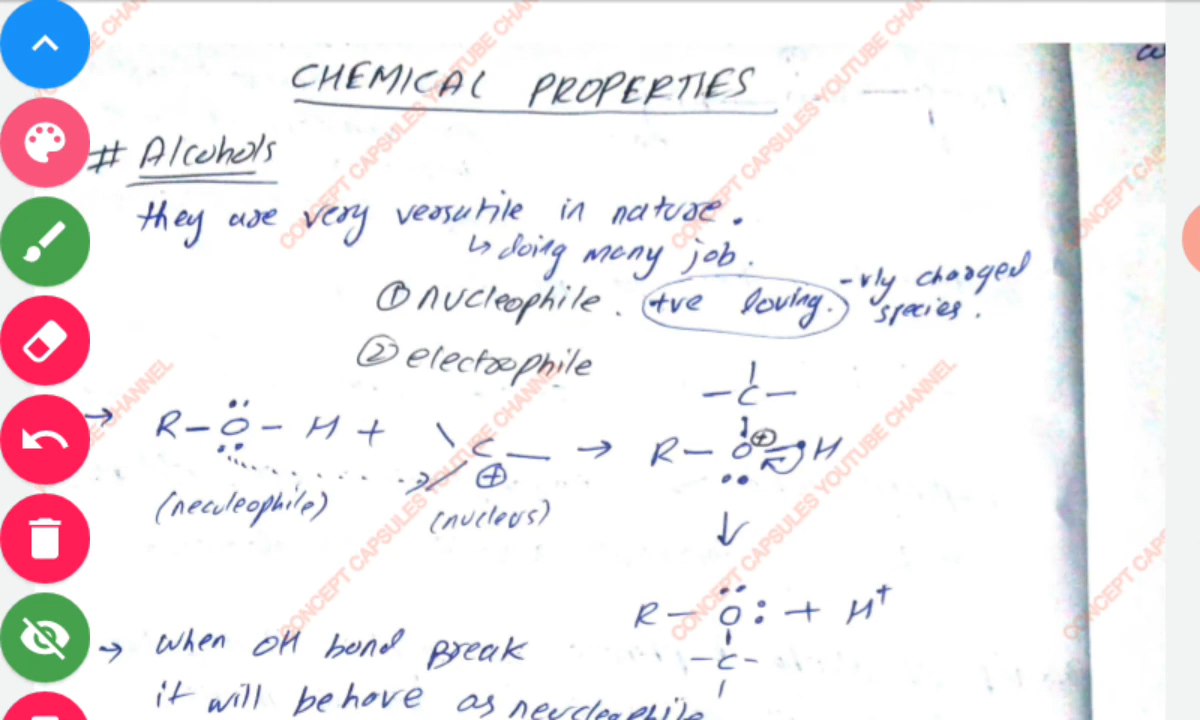 CHEMICAL PROPERTIES
# Alcohols
they are very versatile in nature.
↳ doing many job.
① nucleophile. (+ve loving.) -vly charged species.
② electrophile
→ R-Ö-H + C⊕ → R-O⊕-H
-C-
(neculeophile) (nucleus)
↓
R-Ö: + H⁺
-C-
→ when OH bond Break
it will behave as neucleophile
CONCEPT CAPSULES YOUTUBE CHANNEL